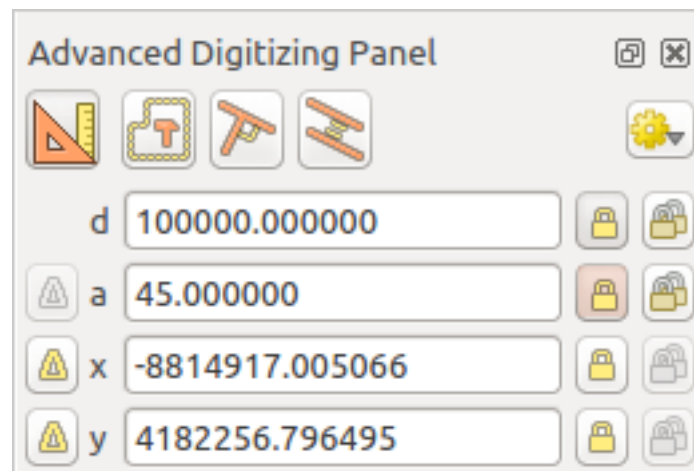 Advanced Digitizing Panel
d 100000.000000
a 45.000000
x -8814917.005066
y 4182256.796495